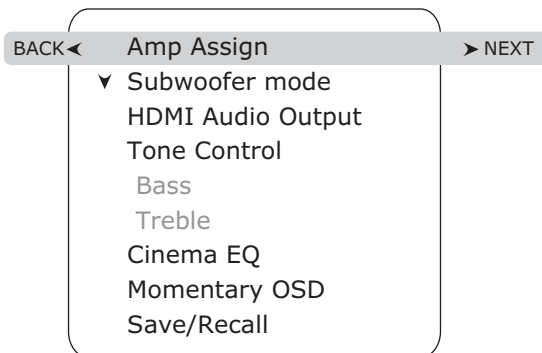 BACK Amp Assign NEXT
Subwoofer mode
HDMI Audio Output
Tone Control
Bass
Treble
Cinema EQ
Momentary OSD
Save/Recall